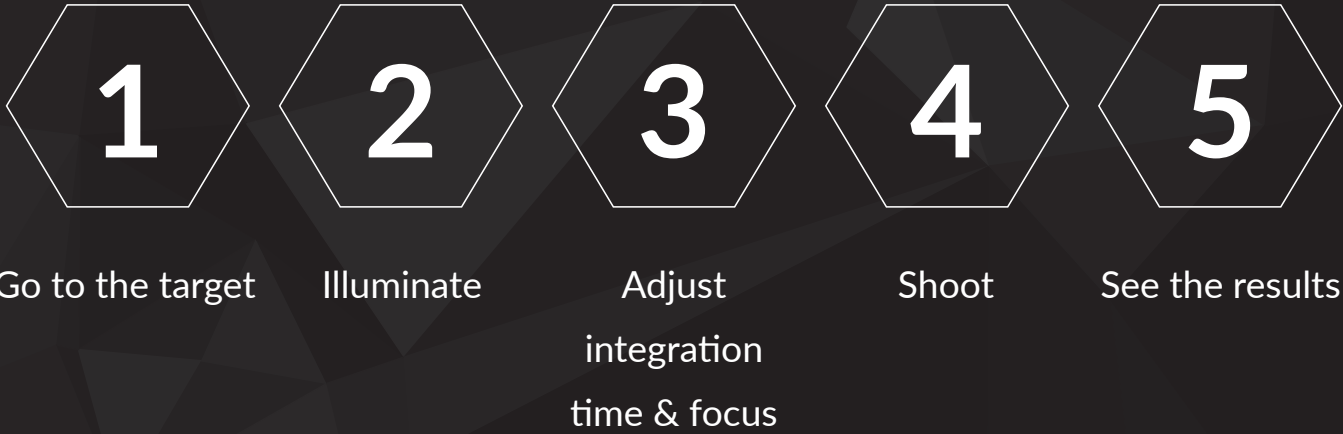 1
2
3
4
5
Go to the target
Illuminate
Adjust
integration
time & focus
Shoot
See the results